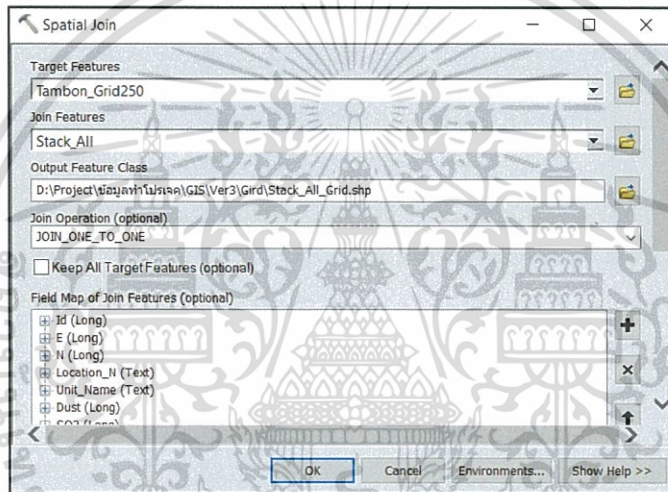 Spatial Join
Target Features
Tambon_Grid250
Join Features
Stack_All
Output Feature Class
D:\Project\ข้อมูลทำโปรเจค\GIS\Ver3\Gird\Stack_All_Grid.shp
Join Operation (optional)
JOIN_ONE_TO_ONE
Keep All Target Features (optional)
Field Map of Join Features (optional)
Id (Long)
E (Long)
N (Long)
Location_N (Text)
Unit_Name (Text)
Dust (Long)
SO2 (Long)
OK
Cancel
Environments...
Show Help >>